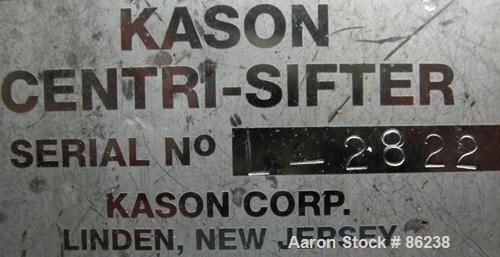 KASON
CENTRI-SIFTER
SERIAL NO - - 2822
KASON CORP.
LINDEN, NEW JERSEY
Aaron Stock # 86238